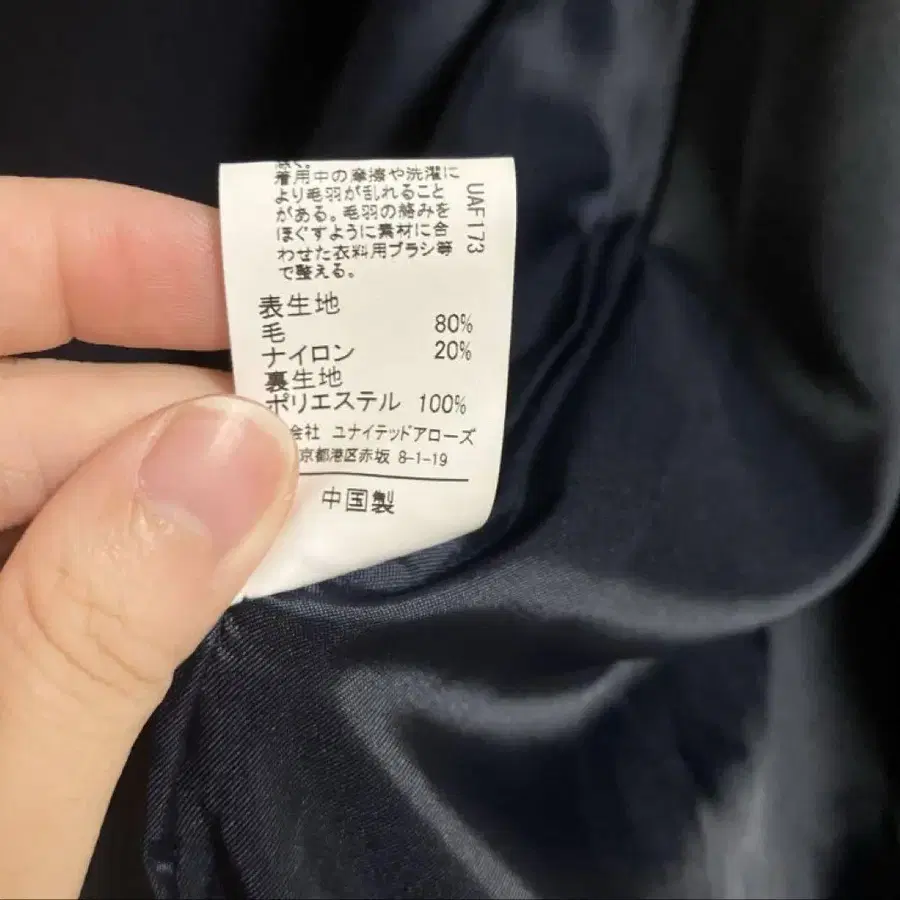 着用中の摩擦や洗濯に
より毛羽が乱れること
がある。毛羽の絡みを
ほぐすように素材に合
わせた衣料用ブラシ等
で整える。
UAF173
表生地
毛 80%
ナイロン 20%
裏生地
ポリエステル 100%
会社 ユナイテッドアローズ
京都港区赤坂 8-1-19
中国製